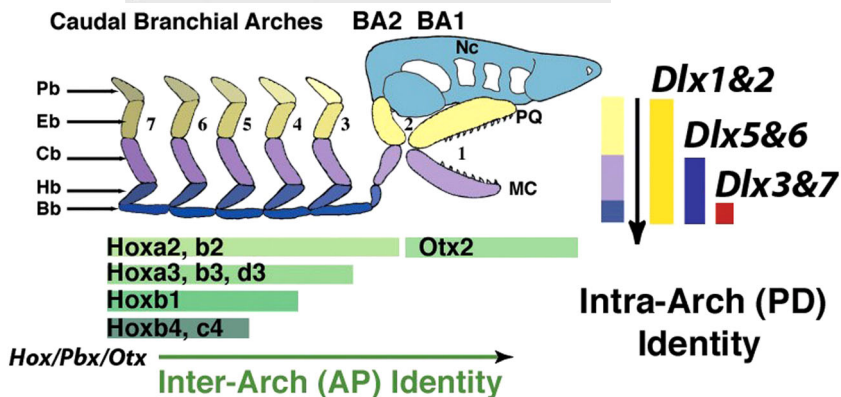 Caudal Branchial Arches BA2 BA1
Nc
Pb
Eb
Cb
Hb
Bb
7 6 5 4 3 2 1
PQ
MC
Dlx1&2
Dlx5&6
Dlx3&7
Hoxa2, b2
Otx2
Hoxa3, b3, d3
Hoxb1
Hoxb4, c4
Hox/Pbx/Otx
Inter-Arch (AP) Identity
Intra-Arch (PD)
Identity